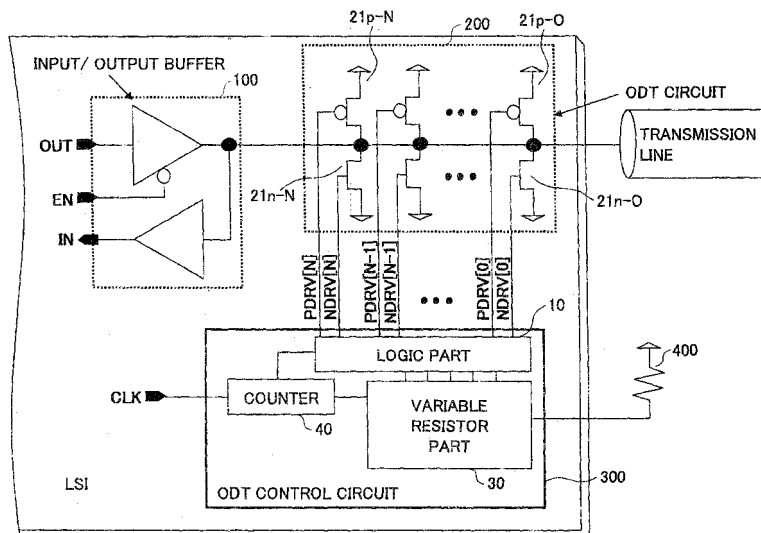 21p-N
200
21p-O
INPUT/ OUTPUT BUFFER
100
ODT CIRCUIT
OUT
TRANSMISSION
LINE
21n-N
21n-O
EN
IN
PDRV[N]
NDRV[N]
PDRV[N-1]
NDRV[N-1]
PDRV[0]
NDRV[0]
10
LOGIC PART
400
CLK
COUNTER
40
VARIABLE
RESISTOR
PART
30
300
LSI
ODT CONTROL CIRCUIT